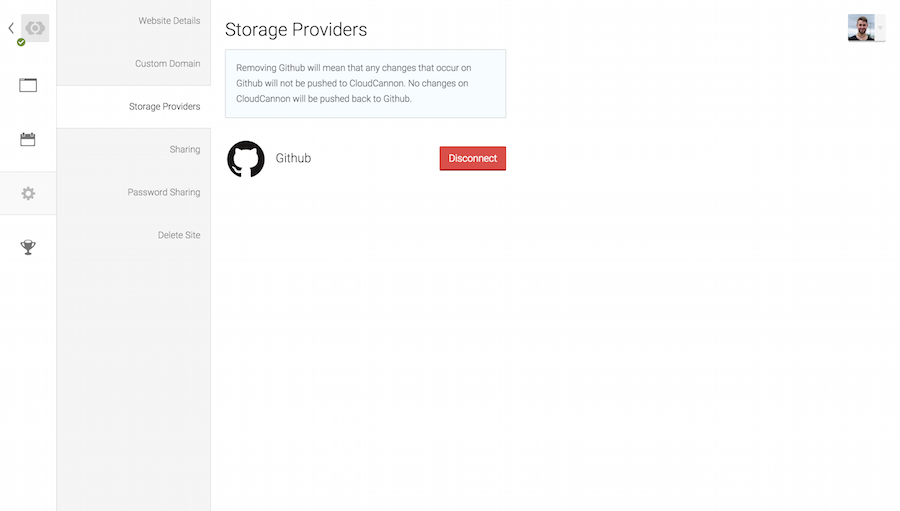 Website Details
Custom Domain
Storage Providers
Sharing
Password Sharing
Delete Site
Storage Providers
Removing Github will mean that any changes that occur on
Github will not be pushed to CloudCannon. No changes on
CloudCannon will be pushed back to Github.
Github
Disconnect